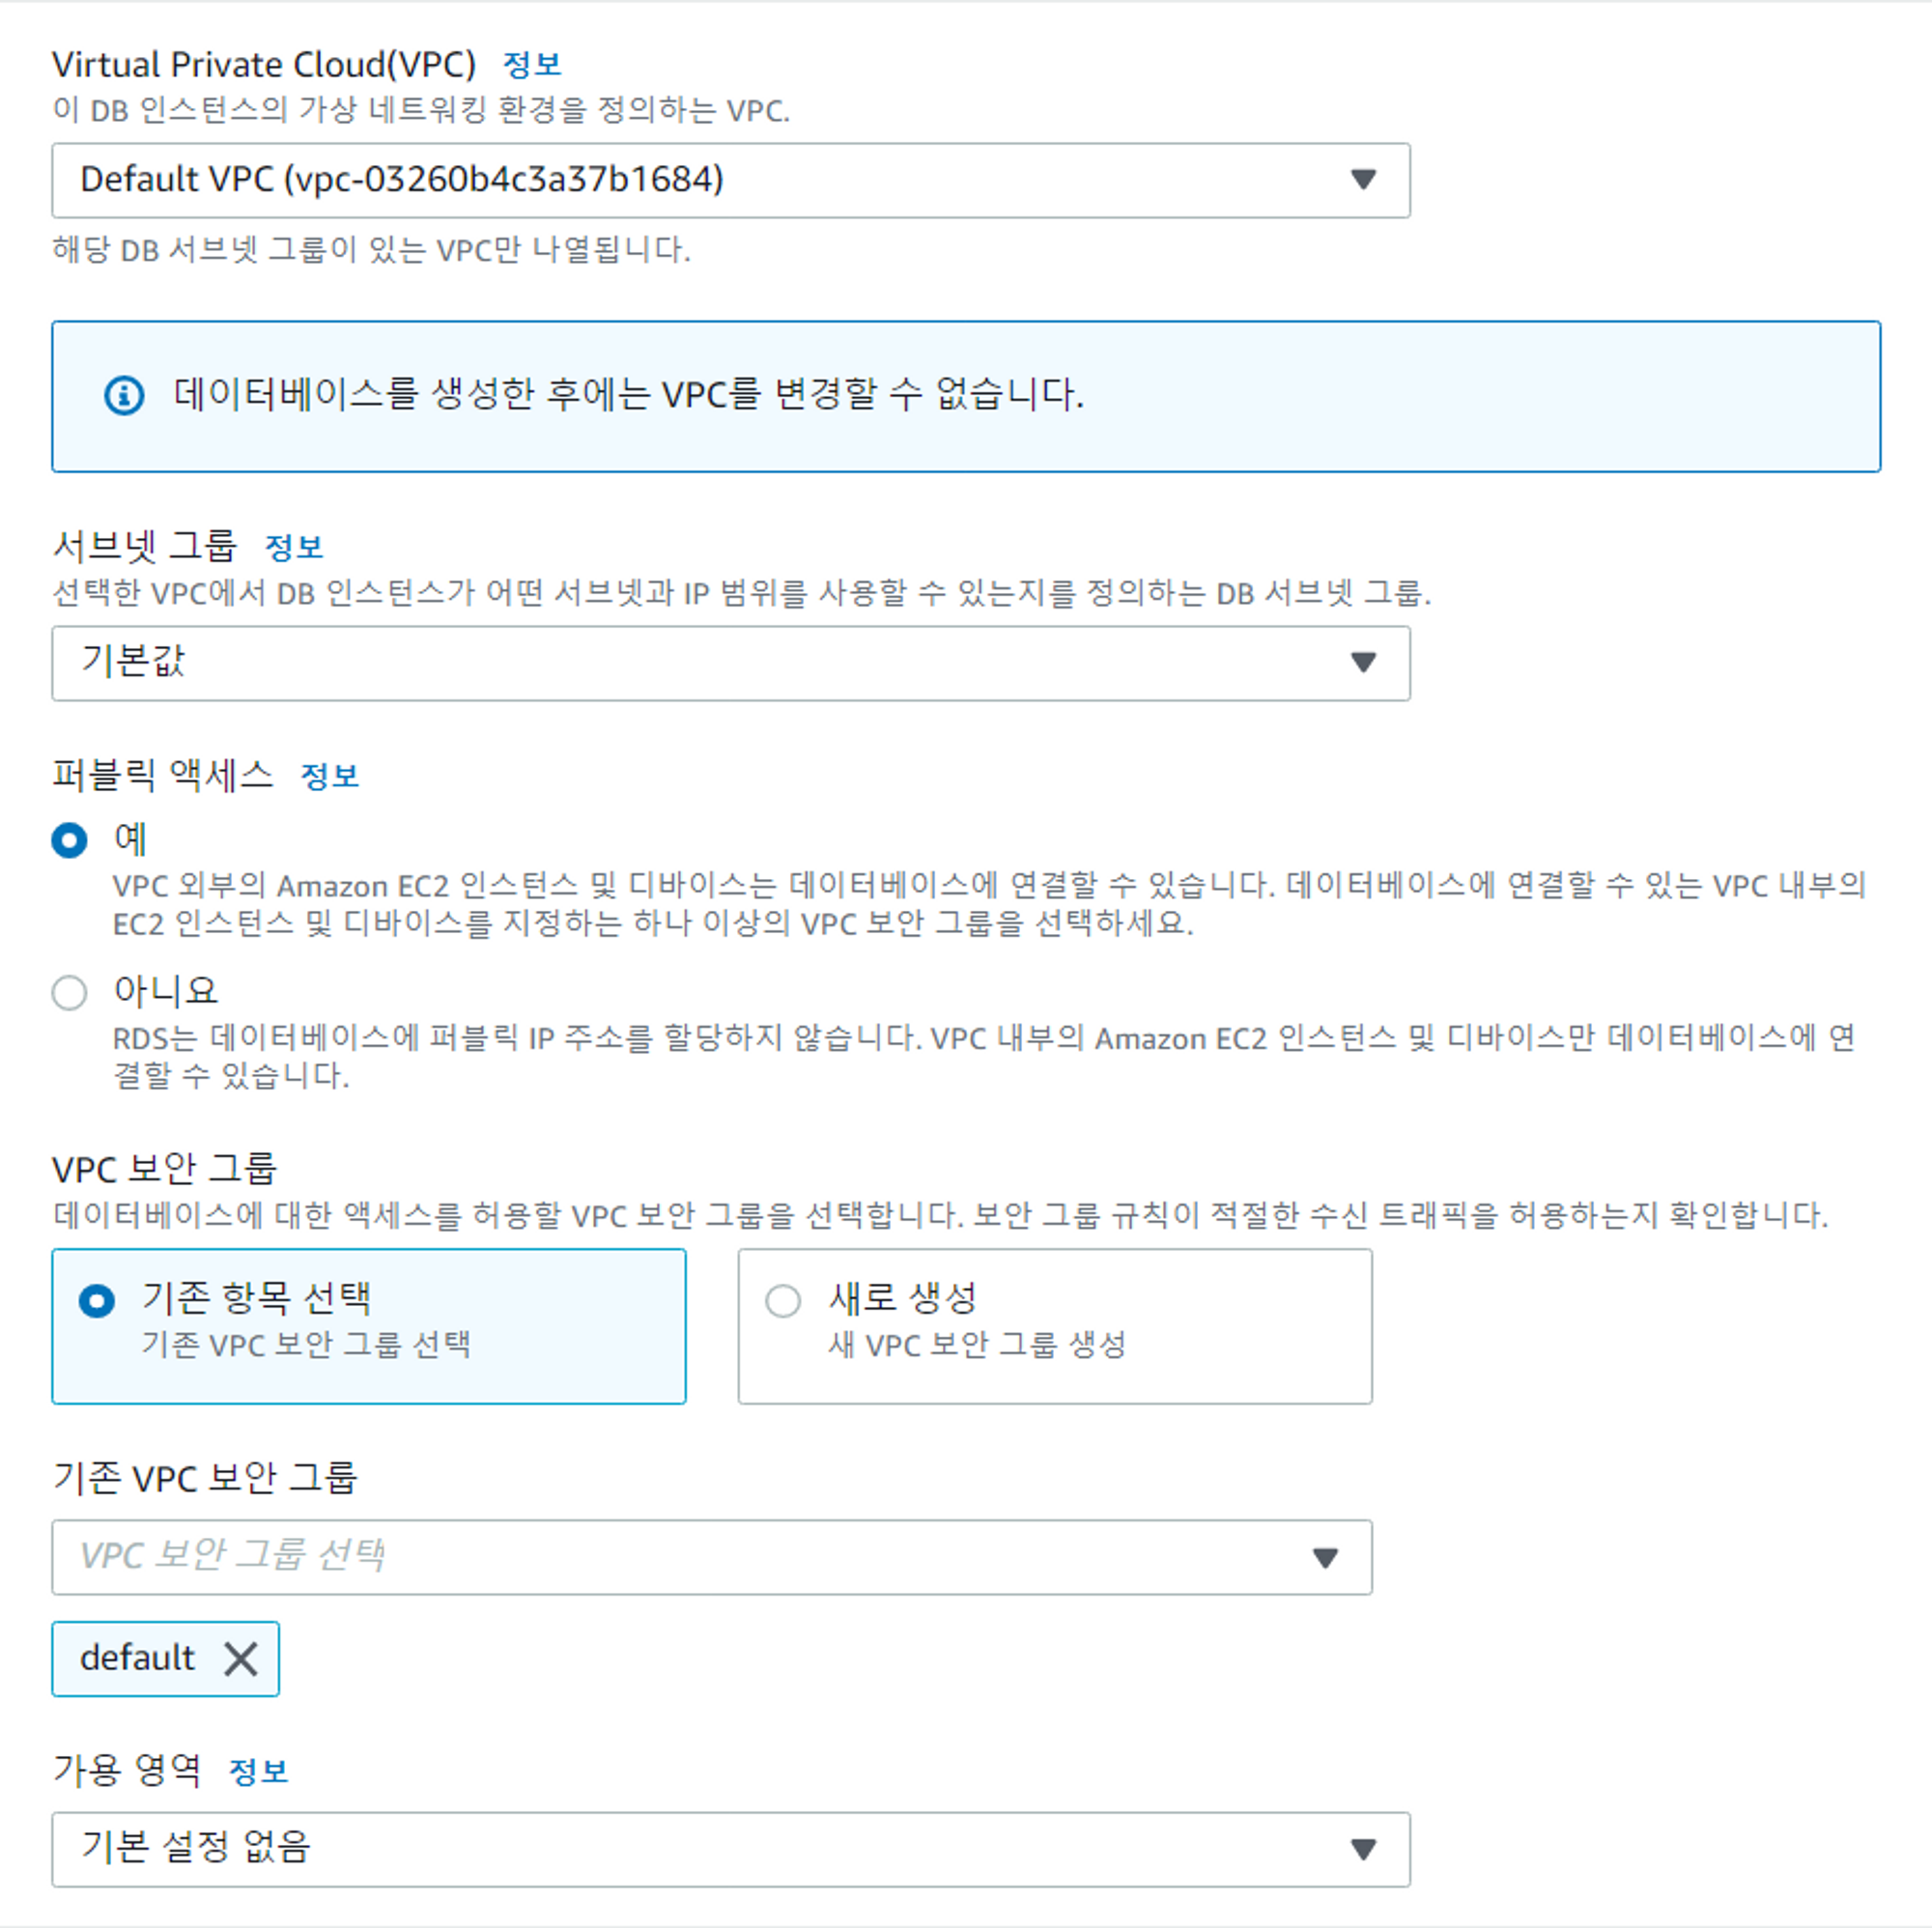 Virtual Private Cloud(VPC) 정보
이 DB 인스턴스의 가상 네트워킹 환경을 정의하는 VPC.
Default VPC (vpc-03260b4c3a37b1684)
해당 DB 서브넷 그룹이 있는 VPC만 나열됩니다.
데이터베이스를 생성한 후에는 VPC를 변경할 수 없습니다.
서브넷 그룹 정보
선택한 VPC에서 DB 인스턴스가 어떤 서브넷과 IP 범위를 사용할 수 있는지를 정의하는 DB 서브넷 그룹.
기본값
퍼블릭 액세스 정보
예
VPC 외부의 Amazon EC2 인스턴스 및 디바이스는 데이터베이스에 연결할 수 있습니다. 데이터베이스에 연결할 수 있는 VPC 내부의
EC2 인스턴스 및 디바이스를 지정하는 하나 이상의 VPC 보안 그룹을 선택하세요.
아니요
RDS는 데이터베이스에 퍼블릭 IP 주소를 할당하지 않습니다. VPC 내부의 Amazon EC2 인스턴스 및 디바이스만 데이터베이스에 연
결할 수 있습니다.
VPC 보안 그룹
데이터베이스에 대한 액세스를 허용할 VPC 보안 그룹을 선택합니다. 보안 그룹 규칙이 적절한 수신 트래픽을 허용하는지 확인합니다.
기존 항목 선택
기존 VPC 보안 그룹 선택
새로 생성
새 VPC 보안 그룹 생성
기존 VPC 보안 그룹
VPC 보안 그룹 선택
default
가용 영역 정보
기본 설정 없음